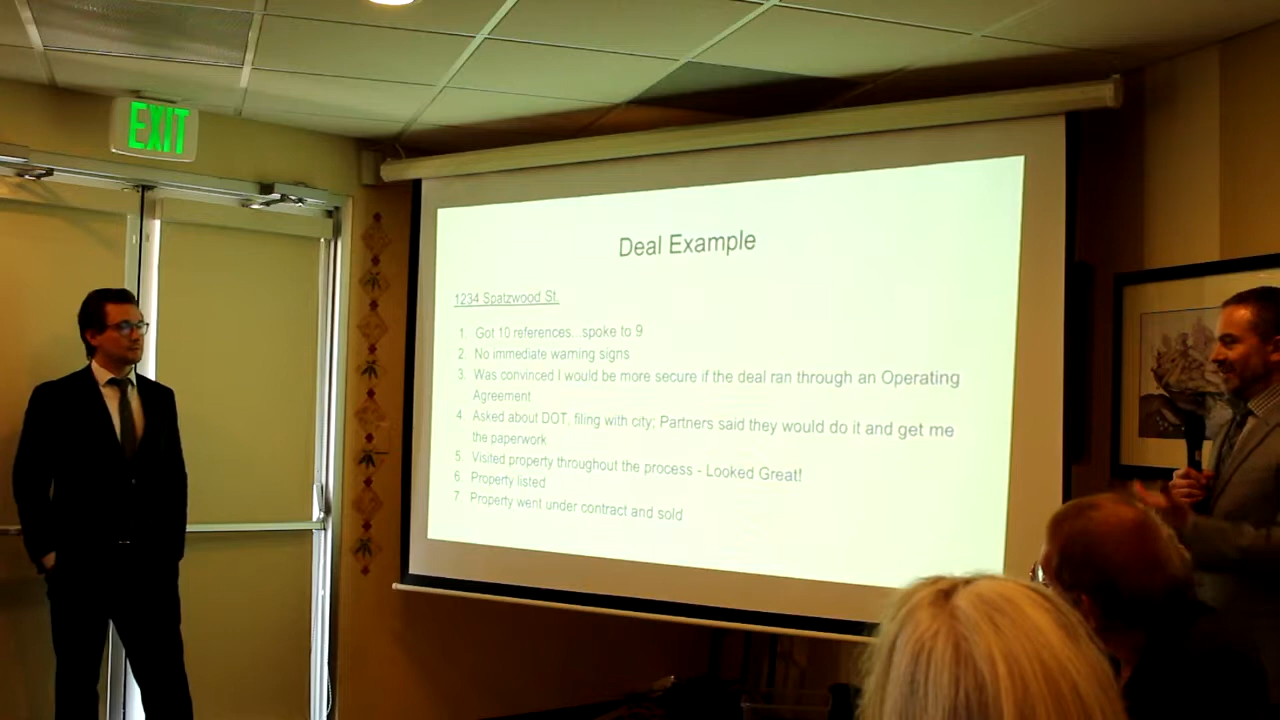 EXIT
Deal Example
1234 Spatzwood St.
1. Got 10 references...spoke to 9
2. No immediate warning signs
3. Was convinced I would be more secure if the deal ran through an Operating
Agreement
4. Asked about DOT, filing with city; Partners said they would do it and get me
the paperwork
5. Visited property throughout the process - Looked Great!
6. Property listed
7. Property went under contract and sold